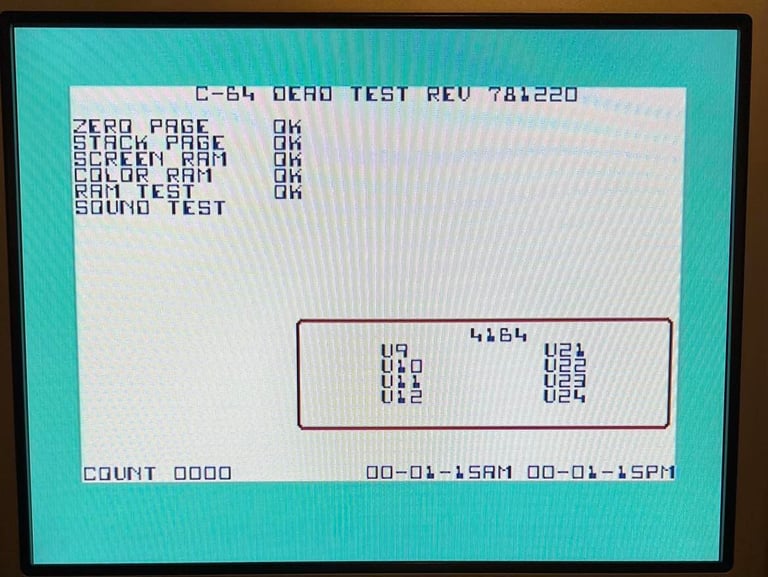 C-64 DEAD TEST REV 781220
ZERO PAGE OK
STACK PAGE OK
SCREEN RAM OK
COLOR RAM OK
RAM TEST OK
SOUND TEST
4164
U9 U21
U10 U22
U11 U23
U12 U24
COUNT 0000 00-01-15AM 00-01-15PM